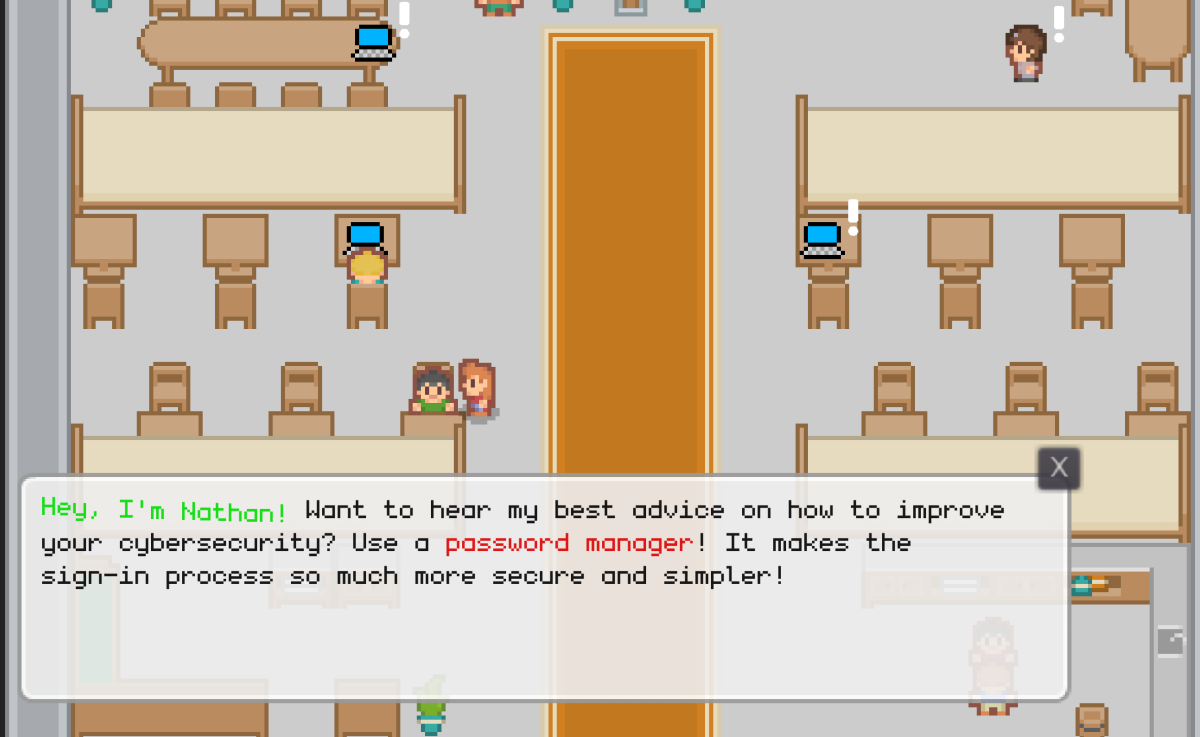 !
!
!
X
Hey, I'm Nathan! Want to hear my best advice on how to improve
your cybersecurity? Use a password manager! It makes the
sign-in process so much more secure and simpler!